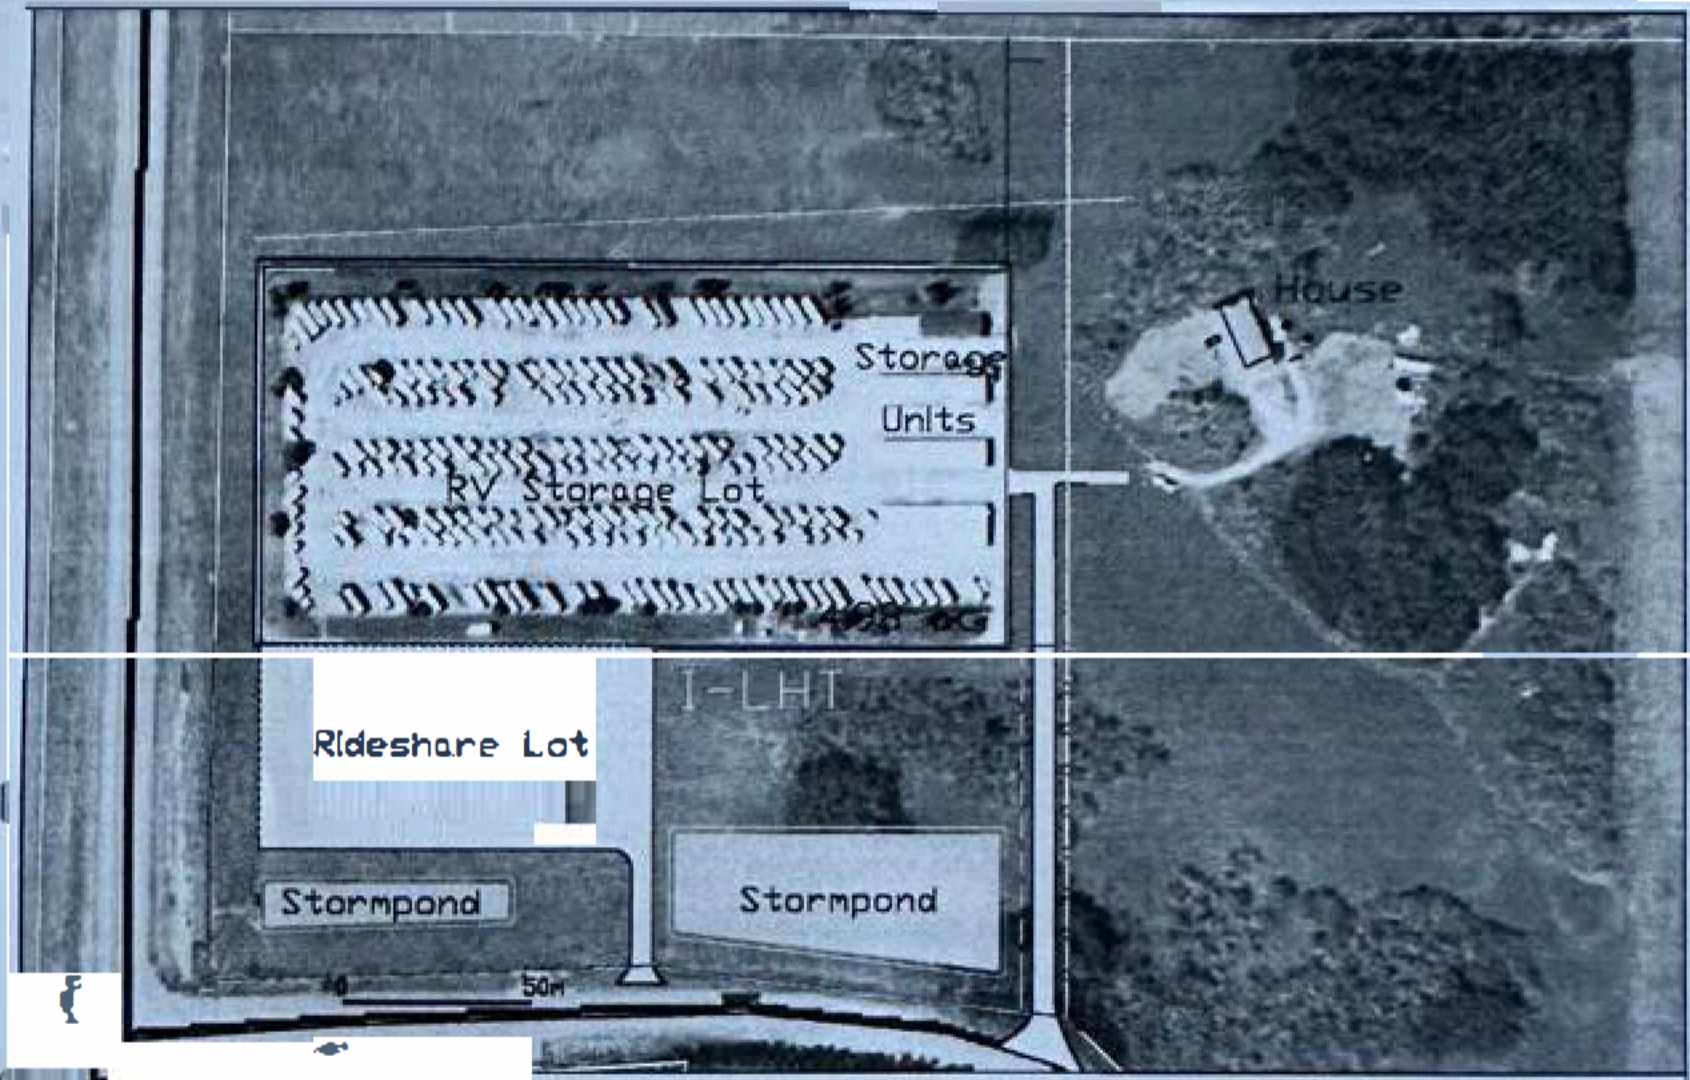 House
Storage
Units
RV Storage Lot
I-LHT
Rideshare Lot
Stormpond
Stormpond
0
50m